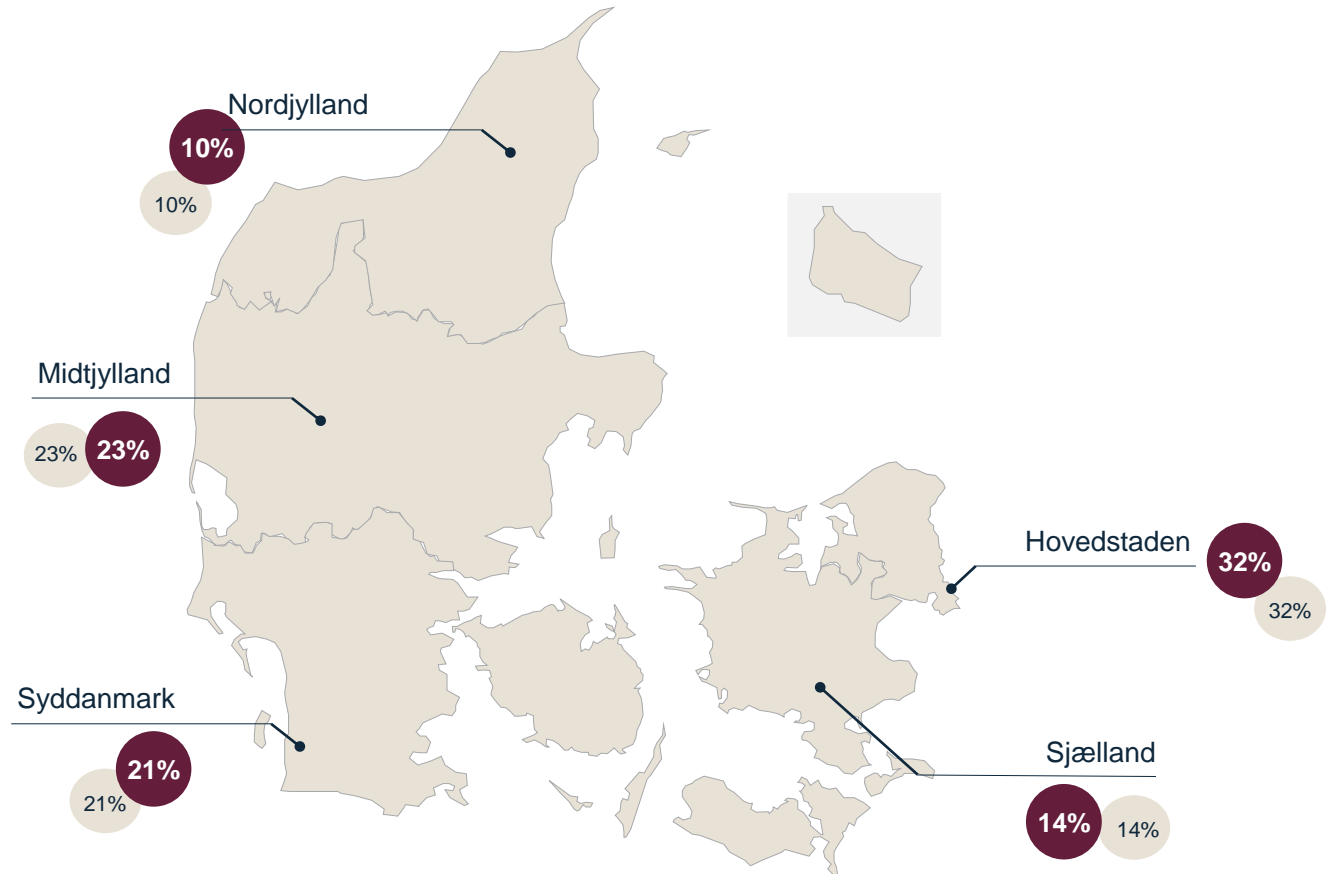 Nordjylland
10%
10%
Midtjylland
23% 23%
Hovedstaden
32%
32%
Syddanmark
21%
21%
Sjælland
14% 14%